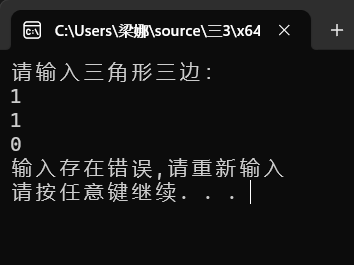 C:\Users\梁娜\source\三3\x64
请输入三角形三边：
1
1
0
输入存在错误,请重新输入
请按任意键继续. . .